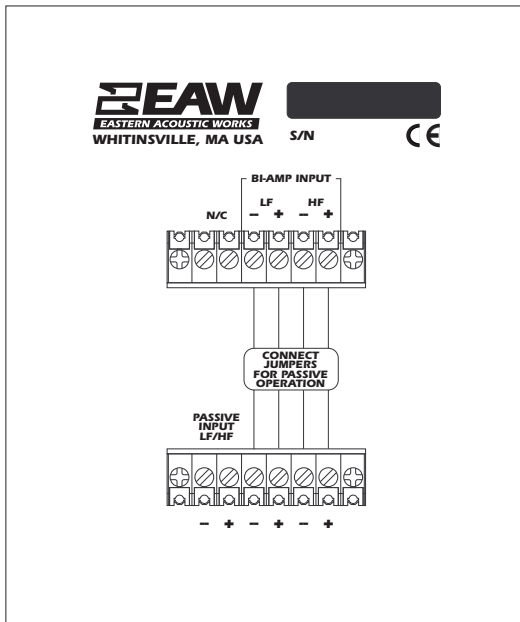 EAW
EASTERN ACOUSTIC WORKS
WHITINSVILLE, MA USA
S/N
CE
BI-AMP INPUT
LF HF
N/C - + - +
CONNECT
JUMPERS
FOR PASSIVE
OPERATION
PASSIVE
INPUT
LF/HF
- + - + - +